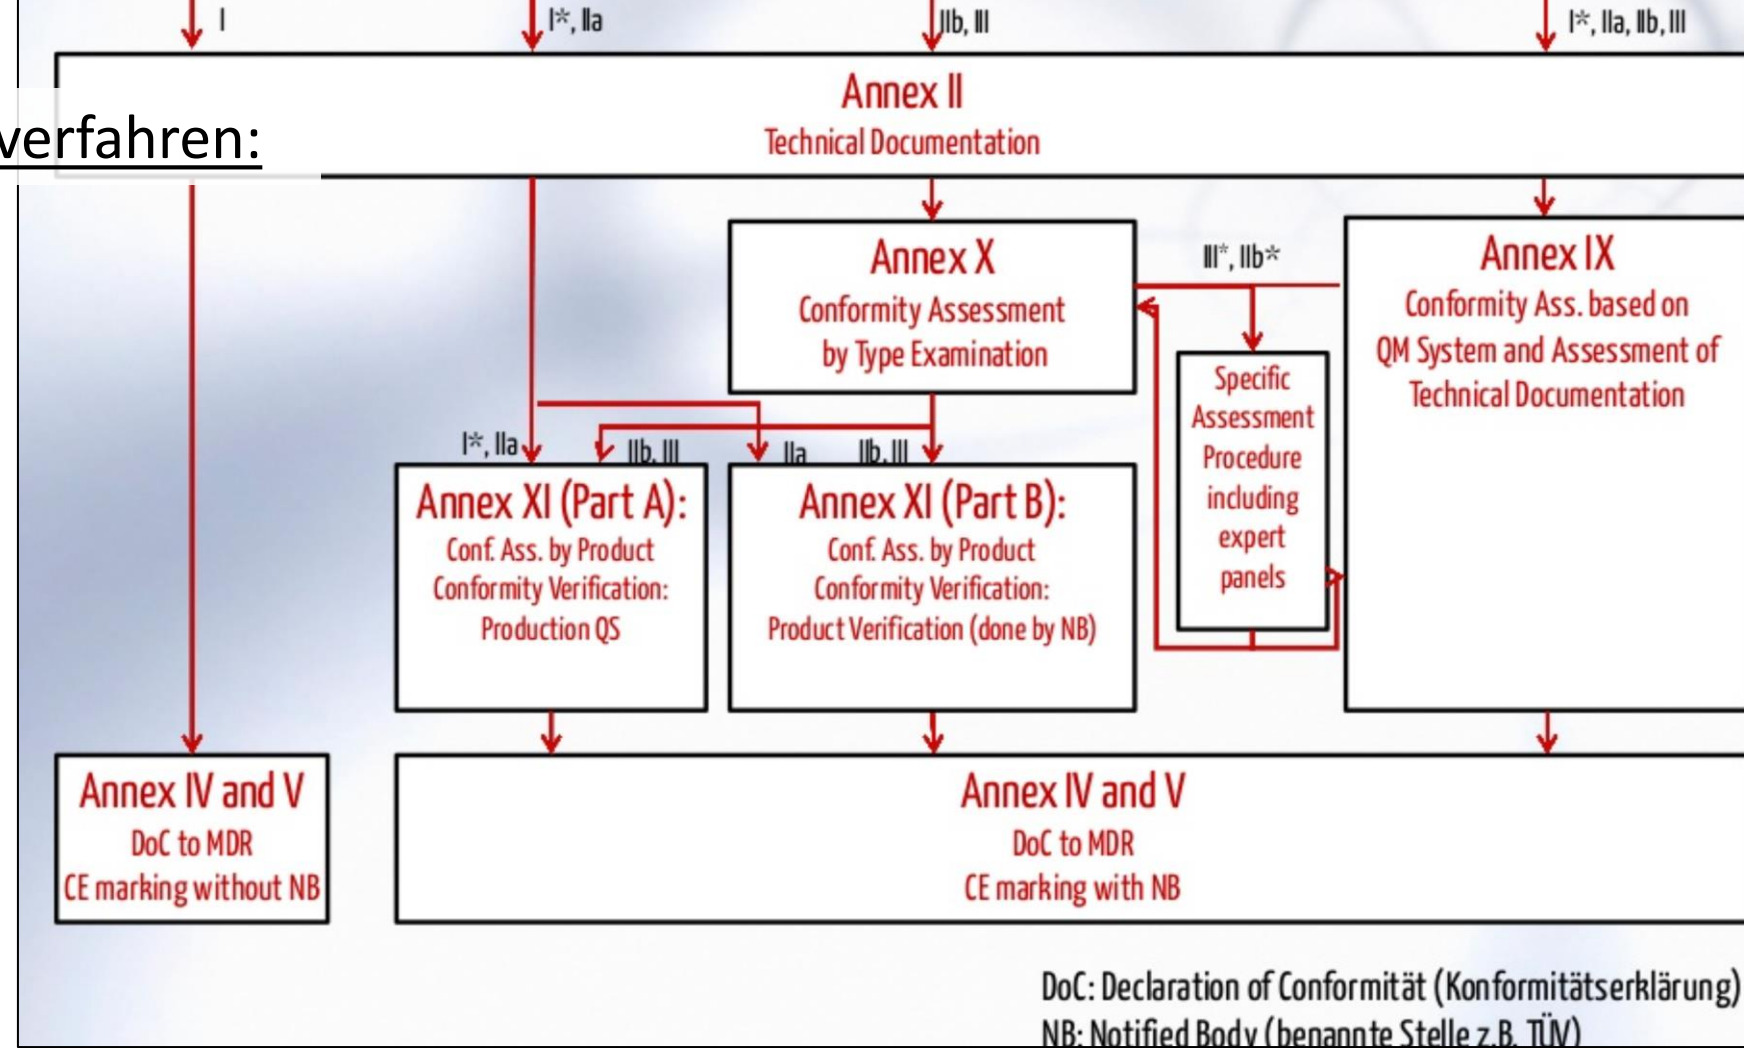 I
I*, IIa
IIb, III
I*, IIa, IIb, III
Annex II
Technical Documentation
verfahren:
Annex X
Conformity Assessment
by Type Examination
III*, IIb*
Annex IX
Conformity Ass. based on
QM System and Assessment of
Technical Documentation
Specific
Assessment
Procedure
including
expert
panels
I*, IIa
IIb, III
IIa
IIb, III
Annex XI (Part A):
Conf. Ass. by Product
Conformity Verification:
Production QS
Annex XI (Part B):
Conf. Ass. by Product
Conformity Verification:
Product Verification (done by NB)
Annex IV and V
DoC to MDR
CE marking without NB
Annex IV and V
DoC to MDR
CE marking with NB
DoC: Declaration of Conformität (Konformitätserklärung)
NB: Notified Body (benannte Stelle z.B. TÜV)